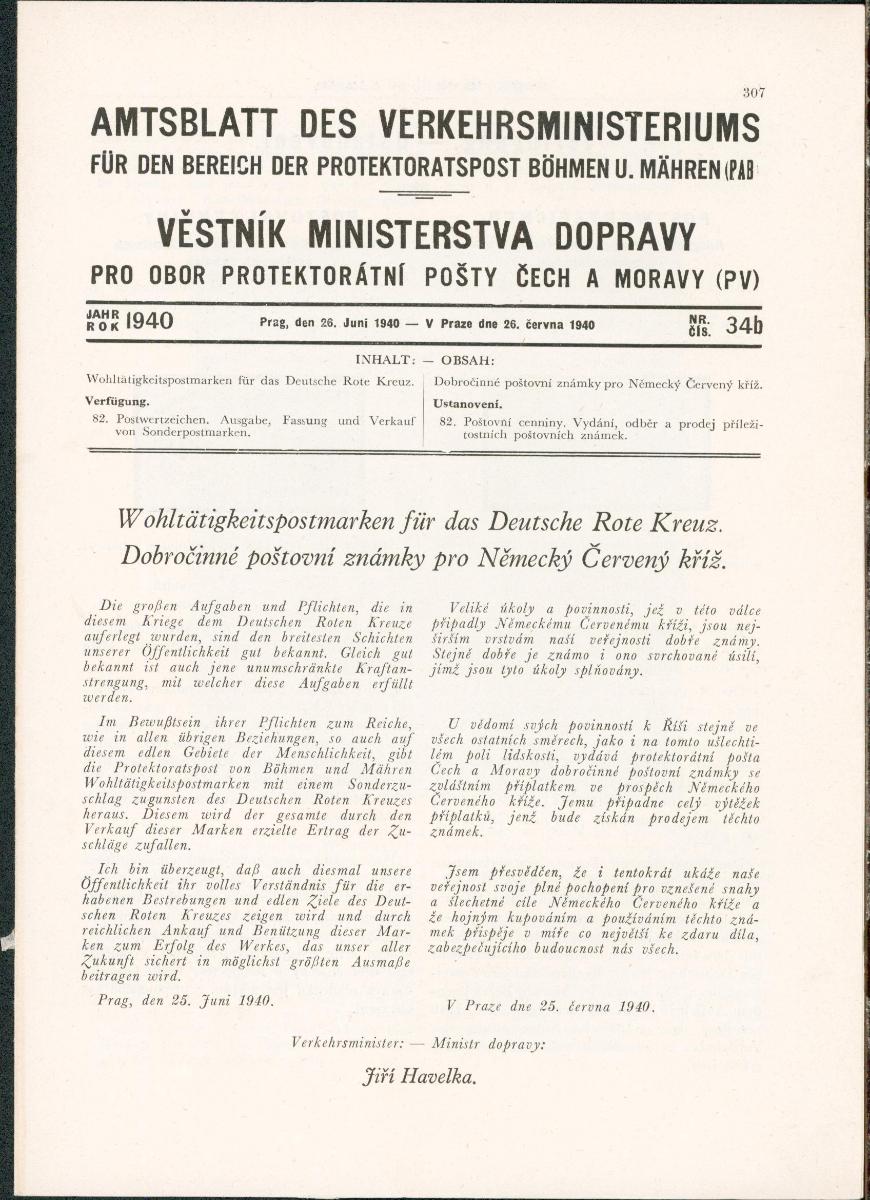 307
AMTSBLATT DES VERKEHRSMINISTERIUMS
FÜR DEN BEREICH DER PROTEKTORATSPOST BÖHMEN U. MÄHREN (PAB
VĚSTNÍK MINISTERSTVA DOPRAVY
PRO OBOR PROTEKTORÁTNÍ POŠTY ČECH A MORAVY (PV)
JAHR
ROK 1940
Prag, den 26. Juni 1940 — V Praze dne 26. června 1940
NR.
ČÍS. 34b
INHALT: — OBSAH:
Wohltätigkeitspostmarken für das Deutsche Rote Kreuz.
Verfügung.
82. Postwertzeichen. Ausgabe, Fassung und Verkauf
von Sonderpostmarken.
Dobročinné poštovní známky pro Německý Červený kříž.
Ustanovení.
82. Poštovní cenniny. Vydání, odběr a prodej příleži-
tostních poštovních známek.
Wohltätigkeitspostmarken für das Deutsche Rote Kreuz.
Dobročinné poštovní známky pro Německý Červený kříž.
Die großen Aufgaben und Pflichten, die in
diesem Kriege dem Deutschen Roten Kreuze
auferlegt wurden, sind den breitesten Schichten
unserer Öffentlichkeit gut bekannt. Gleich gut
bekannt ist auch jene unumschränkte Kraftan-
strengung, mit welcher diese Aufgaben erfüllt
werden.
Im Bewußtsein ihrer Pflichten zum Reiche,
wie in allen übrigen Beziehungen, so auch auf
diesem edlen Gebiete der Menschlichkeit, gibt
die Protektoratspost von Böhmen und Mähren
Wohltätigkeitspostmarken mit einem Sonderzu-
schlag zugunsten des Deutschen Roten Kreuzes
heraus. Diesem wird der gesamte durch den
Verkauf dieser Marken erzielte Ertrag der Zu-
schläge zufallen.
Ich bin überzeugt, daß auch diesmal unsere
Öffentlichkeit ihr volles Verständnis für die er-
habenen Bestrebungen und edlen Ziele des Deut-
schen Roten Kreuzes zeigen wird und durch
reichlichen Ankauf und Benützung dieser Mar-
ken zum Erfolg des Werkes, das unser aller
Zukunft sichert in möglichst größten Ausmaße
beitragen wird.
Prag, den 25. Juni 1940.
Veliké úkoly a povinnosti, jež v této válce
připadly Německému Červenému kříži, jsou nej-
širším vrstvám naší veřejnosti dobře známy.
Stejně dobře je známo i ono svrchované úsilí,
jímž jsou tyto úkoly splňovány.
U vědomí svých povinností k Říši stejně ve
všech ostatních směrech, jako i na tomto ušlechti-
lém poli lidskosti, vydává protektorátní pošta
Čech a Moravy dobročinné poštovní známky se
zvláštním příplatkem ve prospěch Německého
Červeného kříže. Jemu připadne celý výtěžek
příplatků, jenž bude získán prodejem těchto
známek.
Jsem přesvědčen, že i tentokrát ukáže naše
veřejnost svoje plné pochopení pro vznešené snahy
a šlechetné cíle Německého Červeného kříže a
že hojným kupováním a používáním těchto zná-
mek přispěje v míře co největší ke zdaru díla,
zabezpečujícího budoucnost nás všech.
V Praze dne 25. června 1940.
Verkehrsminister: — Ministr dopravy:
Jiří Havelka.